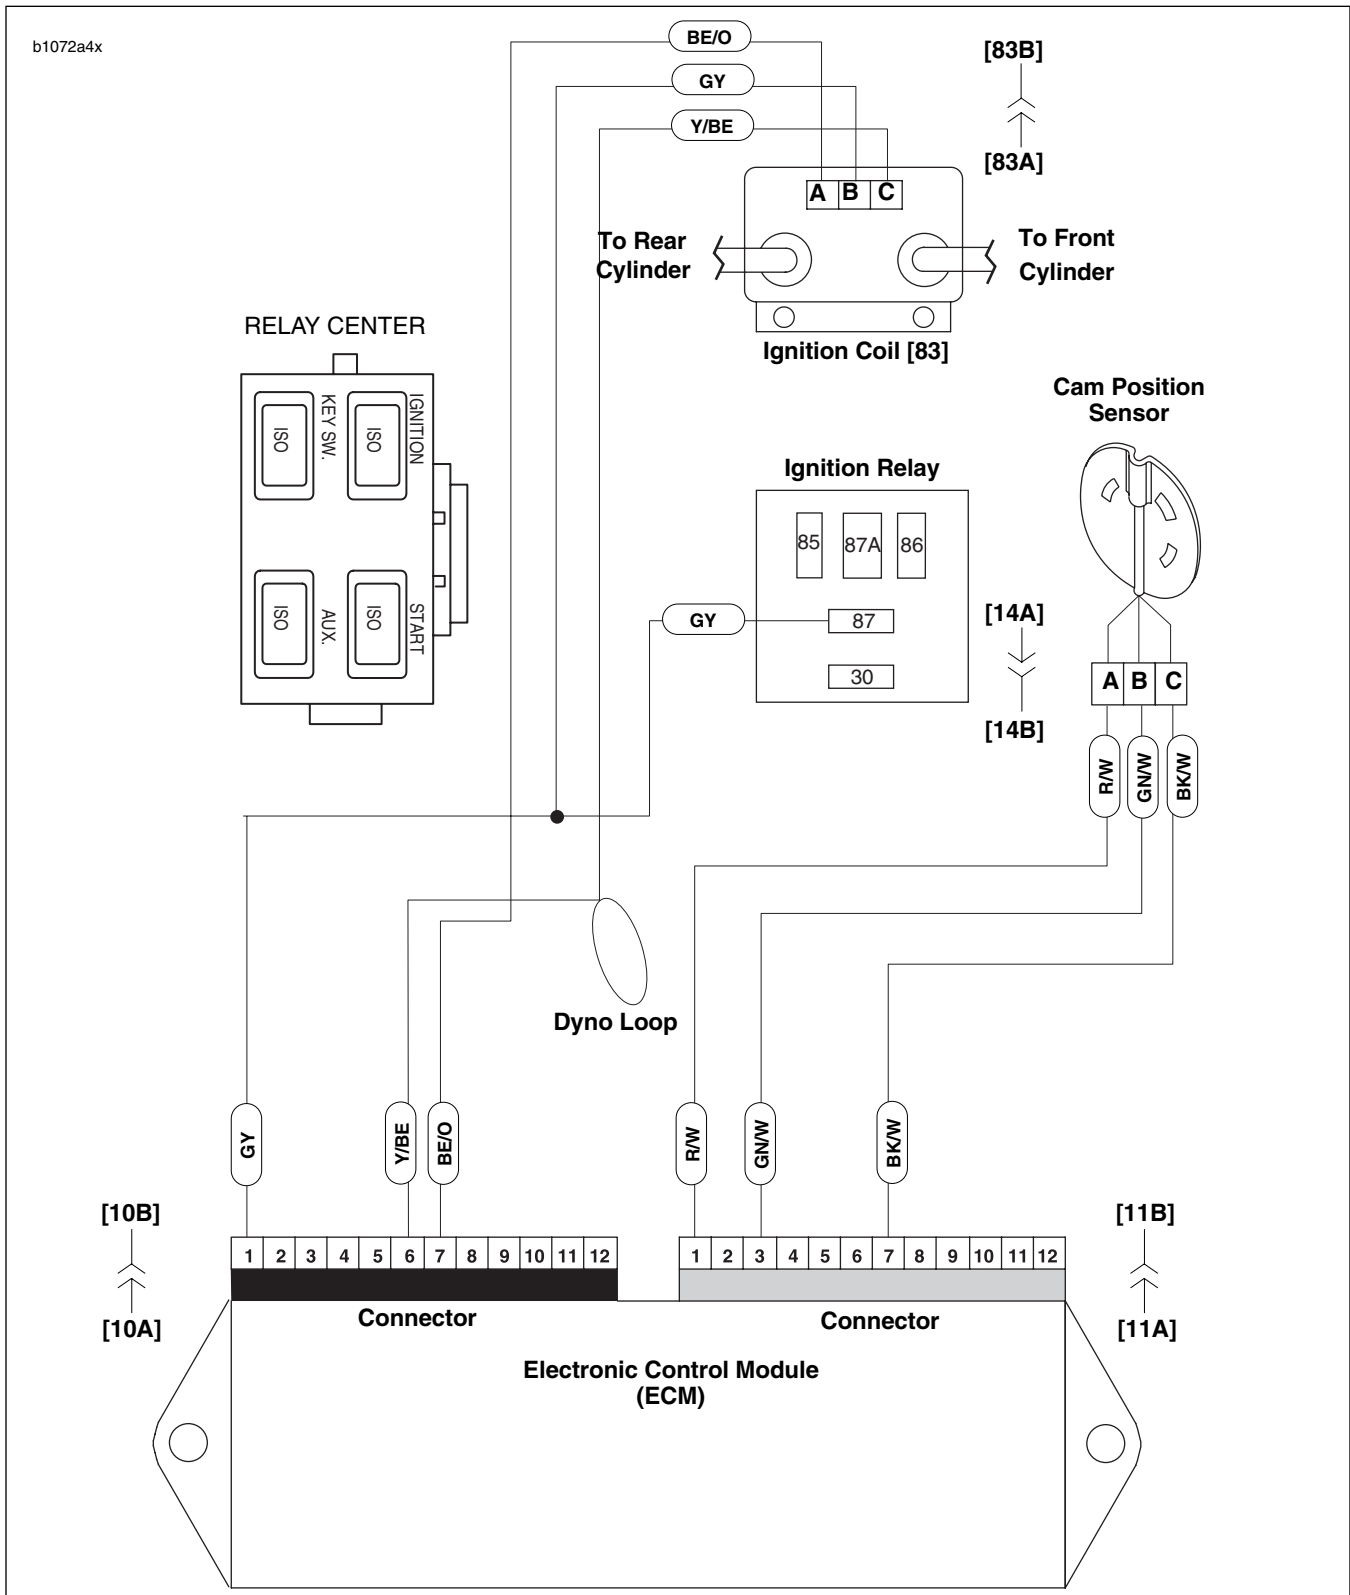 b1072a4x
BE/O
GY
Y/BE
[83B]
[83A]
A B C
To Rear
Cylinder
To Front
Cylinder
Ignition Coil [83]
RELAY CENTER
ISO
KEY SW.
ISO
IGNITION
ISO
AUX.
ISO
START
Ignition Relay
85
87A
86
87
30
GY
[14A]
[14B]
Cam Position
Sensor
A B C
R/W
GN/W
BK/W
Dyno Loop
GY
Y/BE
BE/O
R/W
GN/W
BK/W
[10B]
[10A]
1 2 3 4 5 6 7 8 9 10 11 12
Connector
1 2 3 4 5 6 7 8 9 10 11 12
Connector
[11B]
[11A]
Electronic Control Module
(ECM)